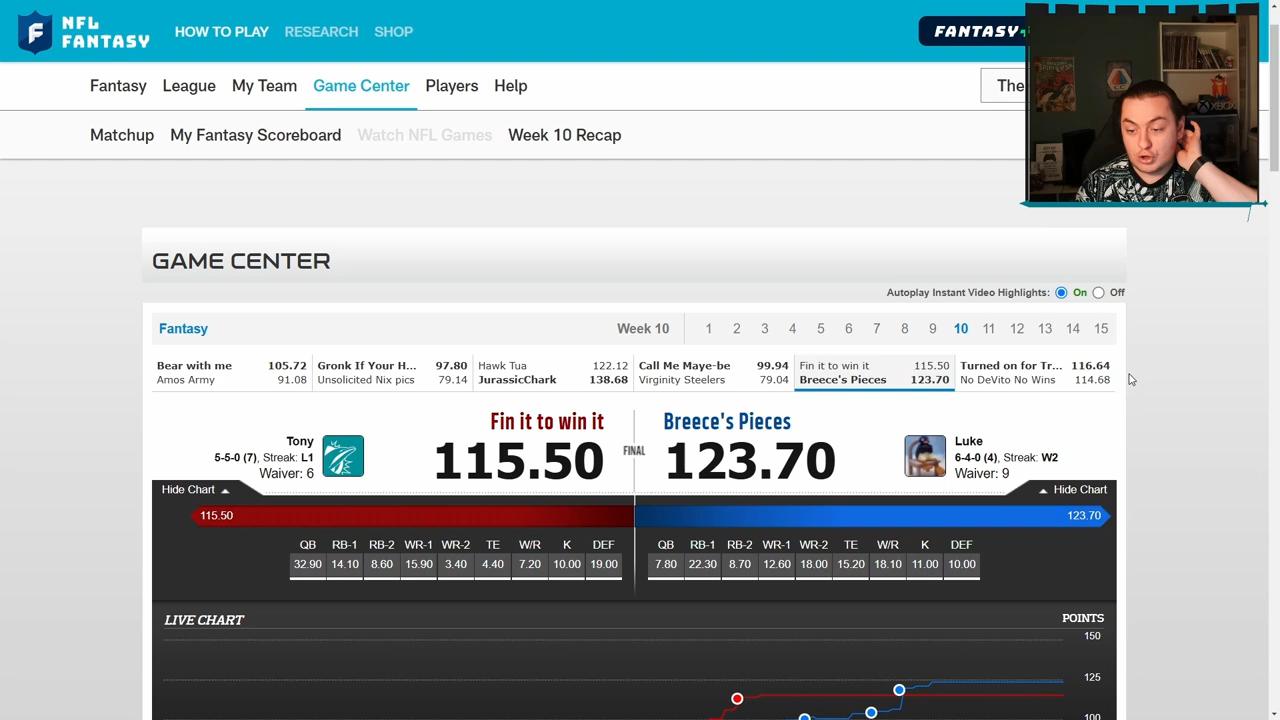 NFL
FANTASY
HOW TO PLAY RESEARCH SHOP
FANTASY+
Fantasy League My Team Game Center Players Help
The
Matchup My Fantasy Scoreboard Watch NFL Games Week 10 Recap
XBOX
GAME CENTER
Autoplay Instant Video Highlights: On Off
Fantasy Week 10 1 2 3 4 5 6 7 8 9 10 11 12 13 14 15
Bear with me 105.72 Gronk If Your H... 97.80 Hawk Tua 122.12 Call Me Maye-be 99.94 Fin it to win it 115.50 Turned on for Tr... 116.64
Amos Army 91.08 Unsolicited Nix pics 79.14 JurassicChark 138.68 Virginity Steelers 79.04 Breece's Pieces 123.70 No DeVito No Wins 114.68
Fin it to win it Breece's Pieces
Tony 115.50 FINAL 123.70 Luke
5-5-0 (7), Streak: L1 6-4-0 (4), Streak: W2
Waiver: 6 Waiver: 9
Hide Chart Hide Chart
115.50 123.70
QB RB-1 RB-2 WR-1 WR-2 TE W/R K DEF QB RB-1 RB-2 WR-1 WR-2 TE W/R K DEF
32.90 14.10 8.60 15.90 3.40 4.40 7.20 10.00 19.00 7.80 22.30 8.70 12.60 18.00 15.20 18.10 11.00 10.00
LIVE CHART POINTS
150
125
100